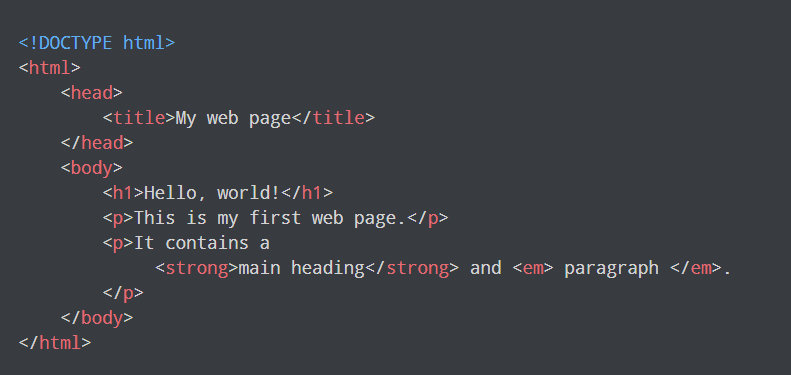 <!DOCTYPE html>
<html>
    <head>
        <title>My web page</title>
    </head>
    <body>
        <h1>Hello, world!</h1>
        <p>This is my first web page.</p>
        <p>It contains a
             <strong>main heading</strong> and <em> paragraph </em>.
        </p>
    </body>
</html>